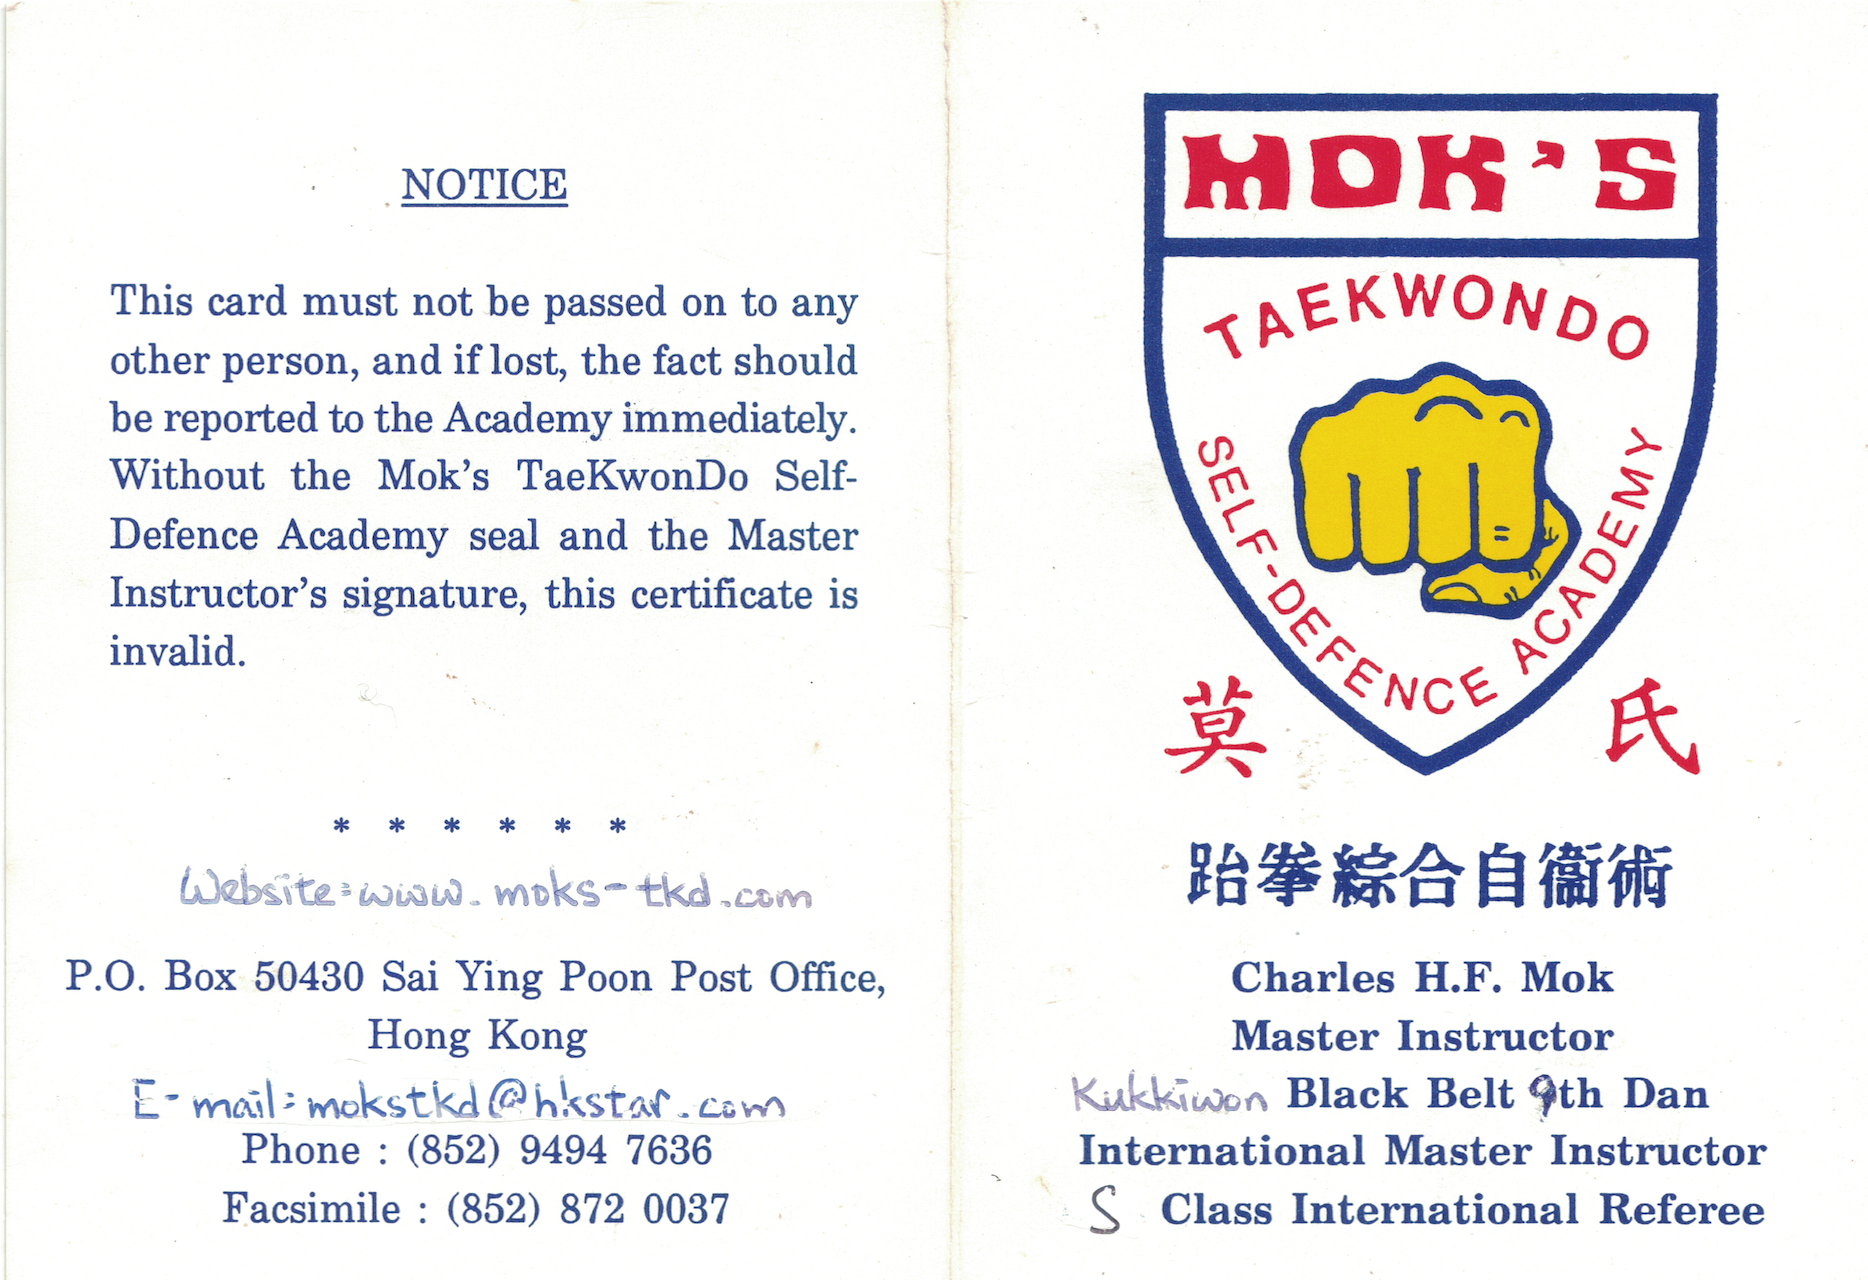 NOTICE
This card must not be passed on to any
other person, and if lost, the fact should
be reported to the Academy immediately.
Without the Mok's TaeKwonDo Self-
Defence Academy seal and the Master
Instructor's signature, this certificate is
invalid.
* * * * * *
Website=www.moks-tkd.com
P.O. Box 50430 Sai Ying Poon Post Office,
Hong Kong
E-mail=mokstkd@hkstar.com
Phone : (852) 9494 7636
Facsimile : (852) 872 0037
MOK'S
TAEKWONDO
SELF-DEFENCE ACADEMY
莫 氏
跆拳綜合自衞術
Charles H.F. Mok
Master Instructor
Kukkiwon Black Belt 9th Dan
International Master Instructor
S Class International Referee